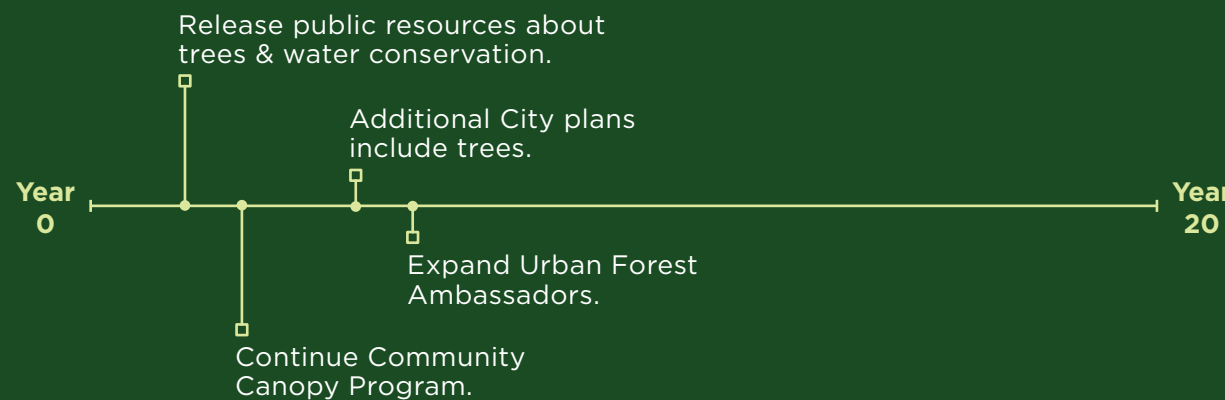 Release public resources about
trees & water conservation.
Additional City plans
include trees.
Year
0
Year
20
Expand Urban Forest
Ambassadors.
Continue Community
Canopy Program.